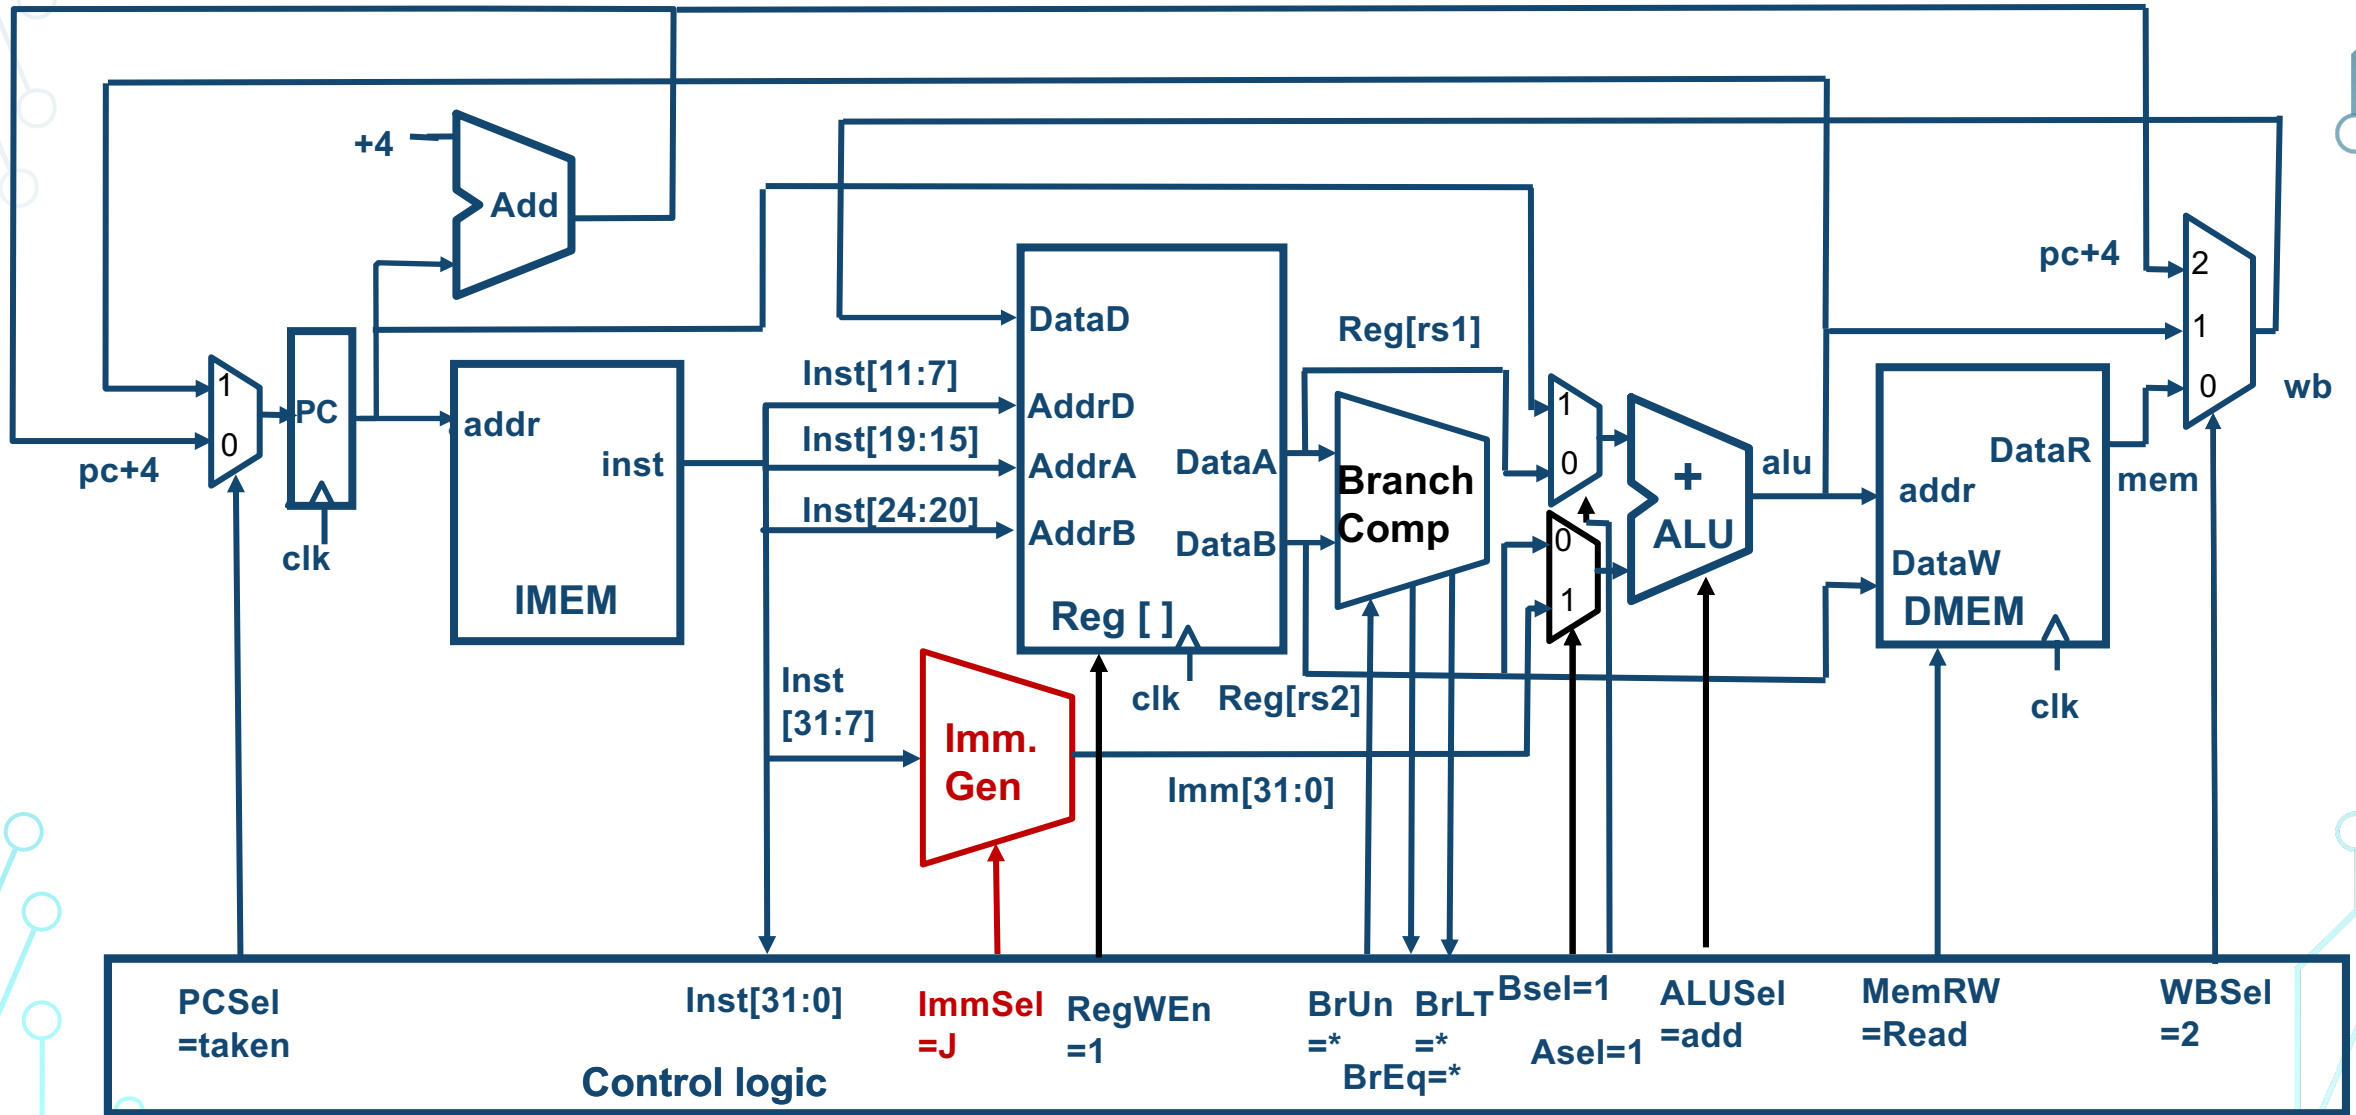 +4
Add
pc+4
2
1
0
wb
1
0
pc+4
PC
clk
addr
inst
IMEM
Inst[11:7]
Inst[19:15]
Inst[24:20]
DataD
AddrD
AddrA
AddrB
DataA
DataB
Reg [ ]
clk
Reg[rs1]
Reg[rs2]
Branch
Comp
1
0
0
1
+
ALU
alu
addr
DataW
DataR
DMEM
clk
mem
Inst
[31:7]
Imm.
Gen
Imm[31:0]
PCSel
=taken
Inst[31:0]
ImmSel
=J
RegWEn
=1
BrUn
=*
BrLT
=*
BrEq=*
Bsel=1
Asel=1
ALUSel
=add
MemRW
=Read
WBSel
=2
Control logic